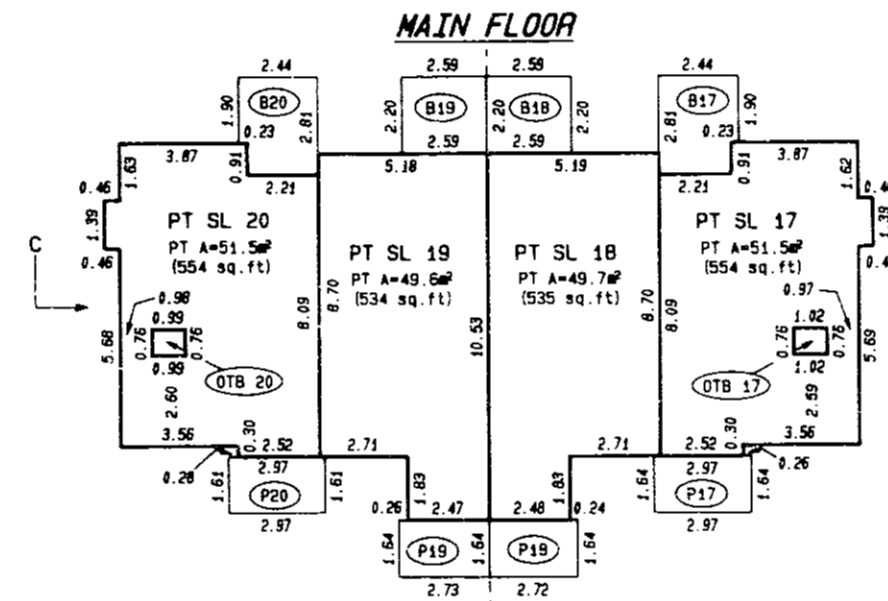 MAIN FLOOR
2.44 2.59 2.59 2.44
B20 B19 B18 B17
1.90 2.81 2.20 2.20 2.20 2.81 1.90
0.23 0.23
2.59 2.59
3.87 5.18 5.19 3.87
1.63 0.91 0.91 1.62
2.21 2.21
0.46
1.39 1.39
0.46
PT SL 20 PT SL 19 PT SL 18 PT SL 17
PT A=51.5m² PT A=49.6m² PT A=49.7m² PT A=51.5m²
(554 sq.ft) (534 sq.ft) (535 sq.ft) (554 sq.ft)
C
0.98 0.97
0.99 1.02
5.68 0.76 0.76 8.09 8.70 10.53 8.70 8.09 0.76 0.76 5.69
0.99 1.02
OTB 20 OTB 17
2.60 2.59
3.56 0.30 0.30 3.56
2.52 2.71 2.71 2.52
0.28 2.97 2.97 0.26
1.61 P20 1.61 1.83 1.83 1.64 P17 1.64
2.97 2.97
0.26 2.47 2.48 0.24
1.64 P19 1.64 P19 1.64
2.73 2.72